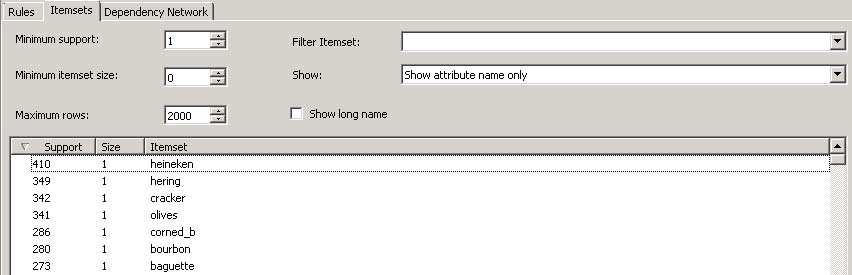 Rules Itemsets Dependency Network
Minimum support: 1 Filter Itemset:
Minimum itemset size: 0 Show: Show attribute name only
Maximum rows: 2000 Show long name
Support Size Itemset
410 1 heineken
349 1 hering
342 1 cracker
341 1 olives
286 1 corned_b
280 1 bourbon
273 1 baguette